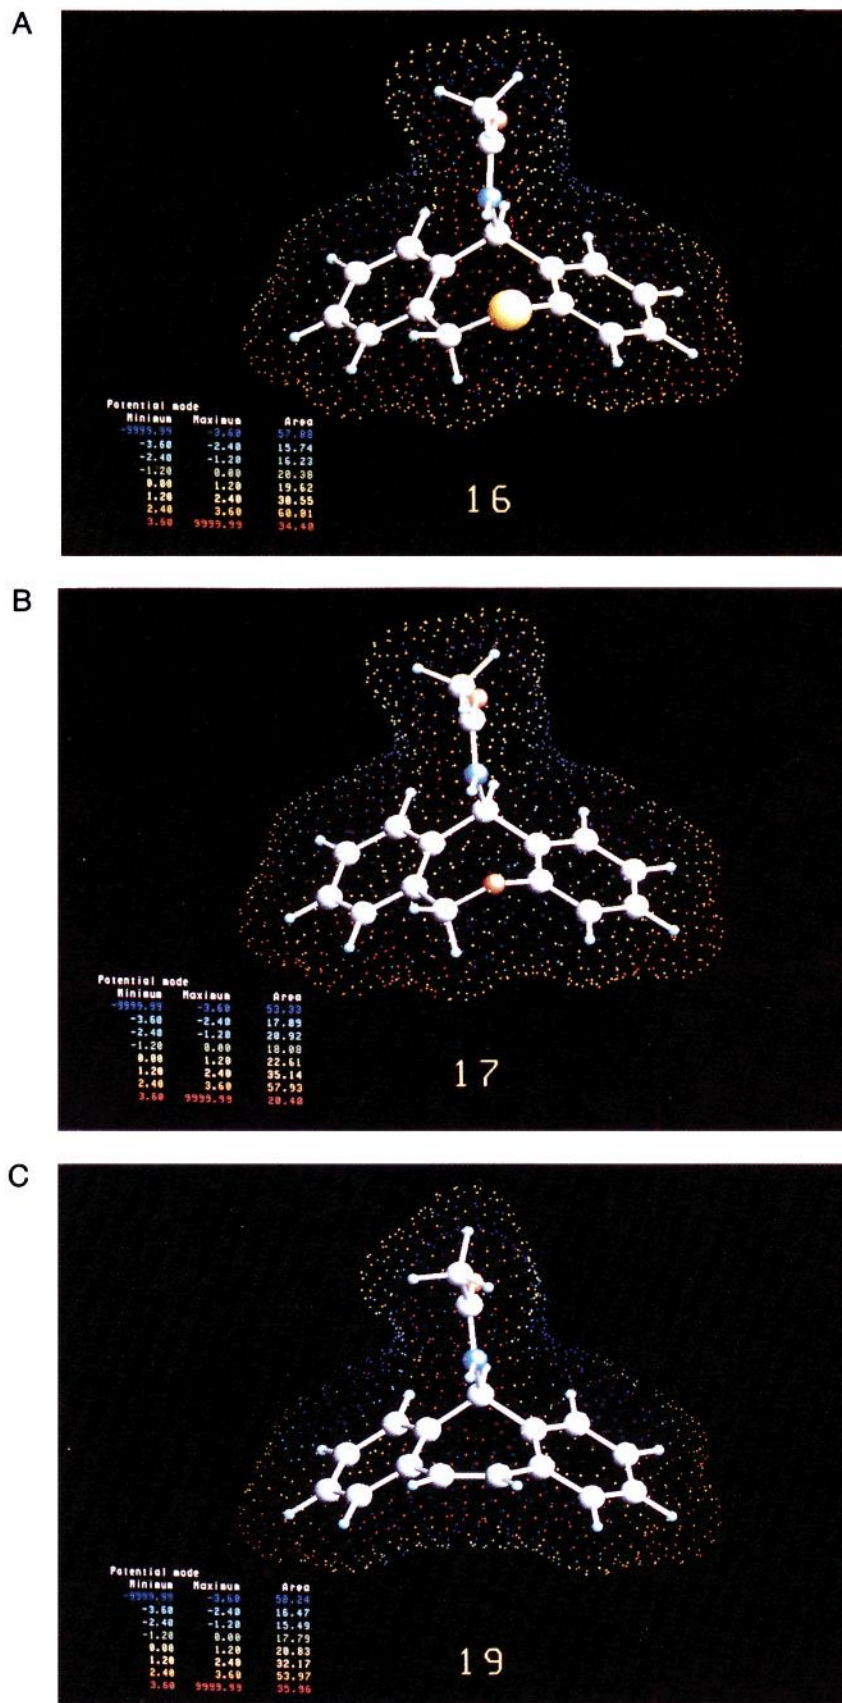 A
Potential mode
Minimum Maximum Area
-9999.99 -3.60 57.88
-3.60 -2.40 15.74
-2.40 -1.20 16.23
-1.20 0.00 20.38
0.00 1.20 19.62
1.20 2.40 30.55
2.40 3.60 60.81
3.60 9999.99 34.40
16
B
Potential mode
Minimum Maximum Area
-9999.99 -3.60 53.33
-3.60 -2.40 17.89
-2.40 -1.20 20.92
-1.20 0.00 18.08
0.00 1.20 22.61
1.20 2.40 35.14
2.40 3.60 57.93
3.60 9999.99 20.40
17
C
Potential mode
Minimum Maximum Area
-9999.99 -3.60 58.24
-3.60 -2.40 16.47
-2.40 -1.20 15.49
-1.20 0.00 17.79
0.00 1.20 20.83
1.20 2.40 32.17
2.40 3.60 53.97
3.60 9999.99 35.96
19